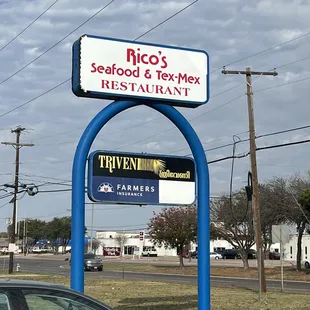 Rico's
Seafood & Tex-Mex
RESTAURANT
TRIVENI
FARMERS
INSURANCE